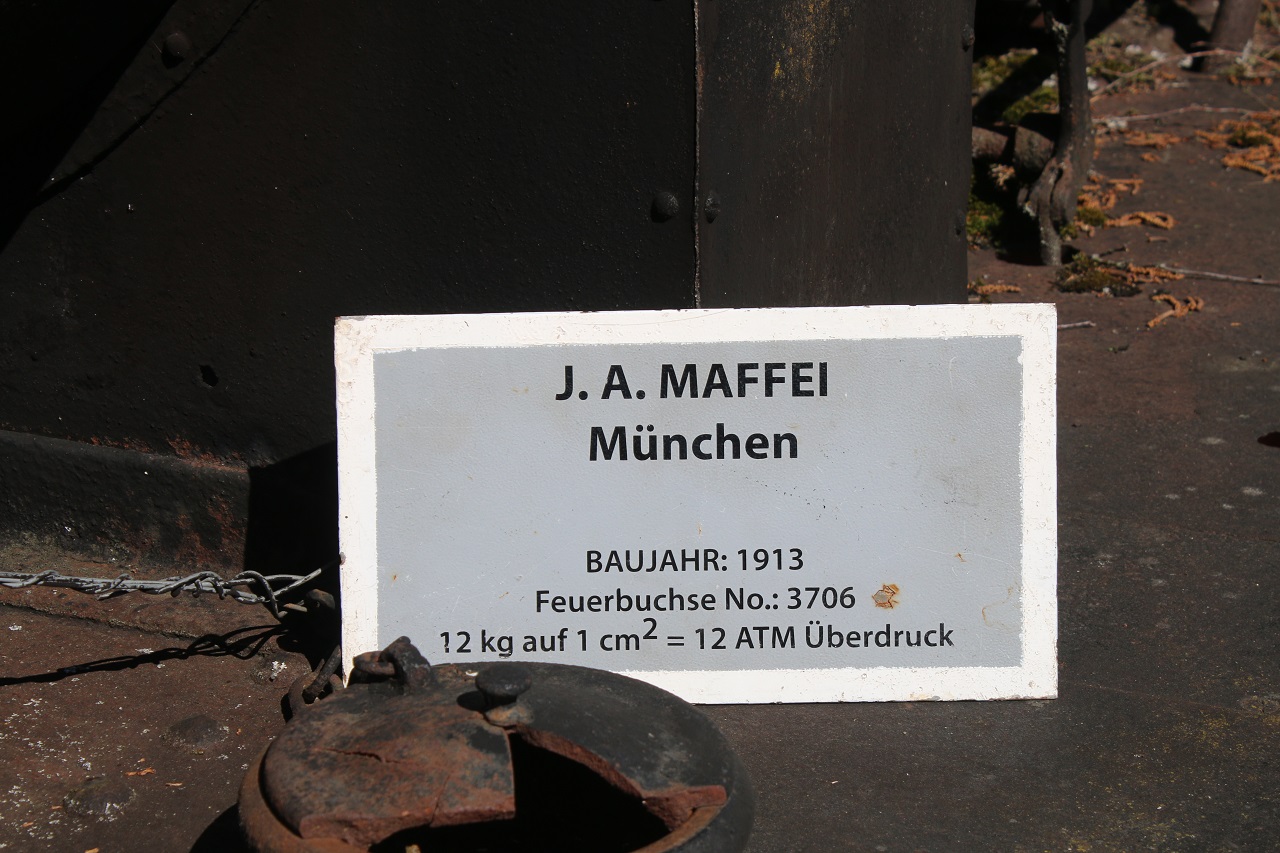 J. A. MAFFEI
München
BAUJAHR: 1913
Feuerbuchse No.: 3706
12 kg auf 1 cm² = 12 ATM Überdruck